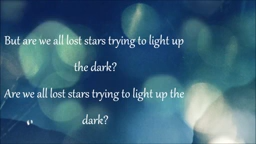 But are we all lost stars trying to light up
the dark?
Are we all lost stars trying to light up the
dark?